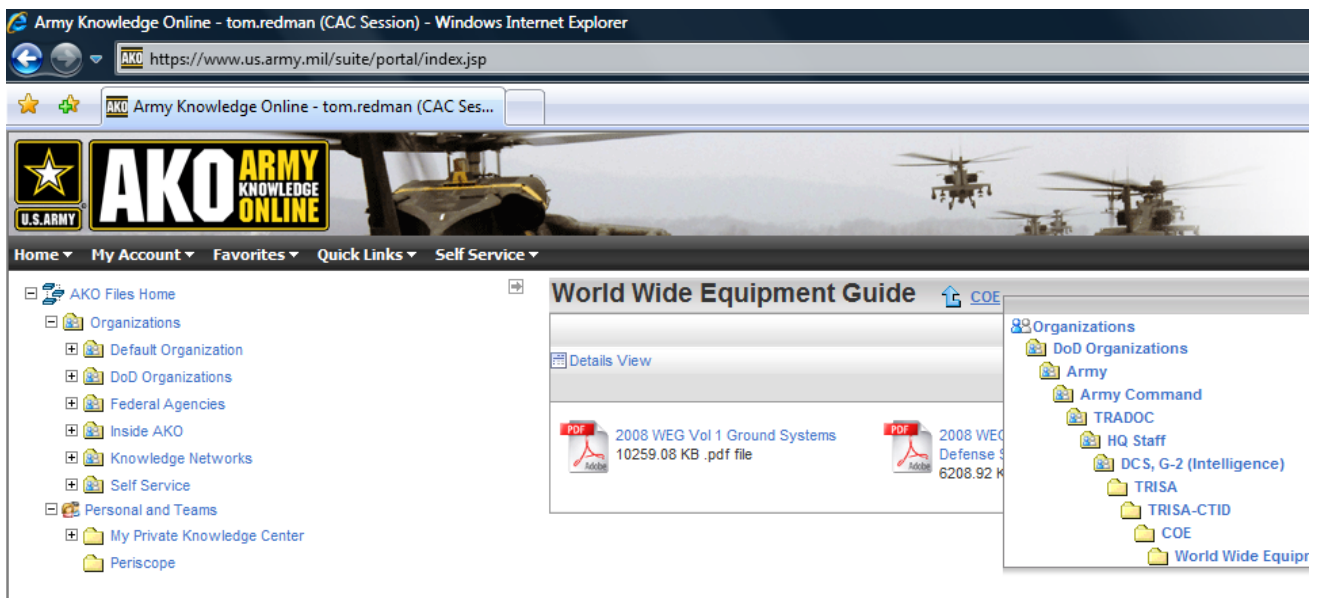 Army Knowledge Online - tom.redman (CAC Session) - Windows Internet Explorer
AKO https://www.us.army.mil/suite/portal/index.jsp
AKO Army Knowledge Online - tom.redman (CAC Ses...
U.S.ARMY
AKO ARMY KNOWLEDGE ONLINE
Home My Account Favorites Quick Links Self Service
AKO Files Home
Organizations
Default Organization
DoD Organizations
Federal Agencies
Inside AKO
Knowledge Networks
Self Service
Personal and Teams
My Private Knowledge Center
Periscope
World Wide Equipment Guide COE
Details View
PDF Adobe
2008 WEG Vol 1 Ground Systems
10259.08 KB .pdf file
PDF Adobe
2008 WEG
Defense S
6208.92 K
Organizations
DoD Organizations
Army
Army Command
TRADOC
HQ Staff
DCS, G-2 (Intelligence)
TRISA
TRISA-CTID
COE
World Wide Equipr